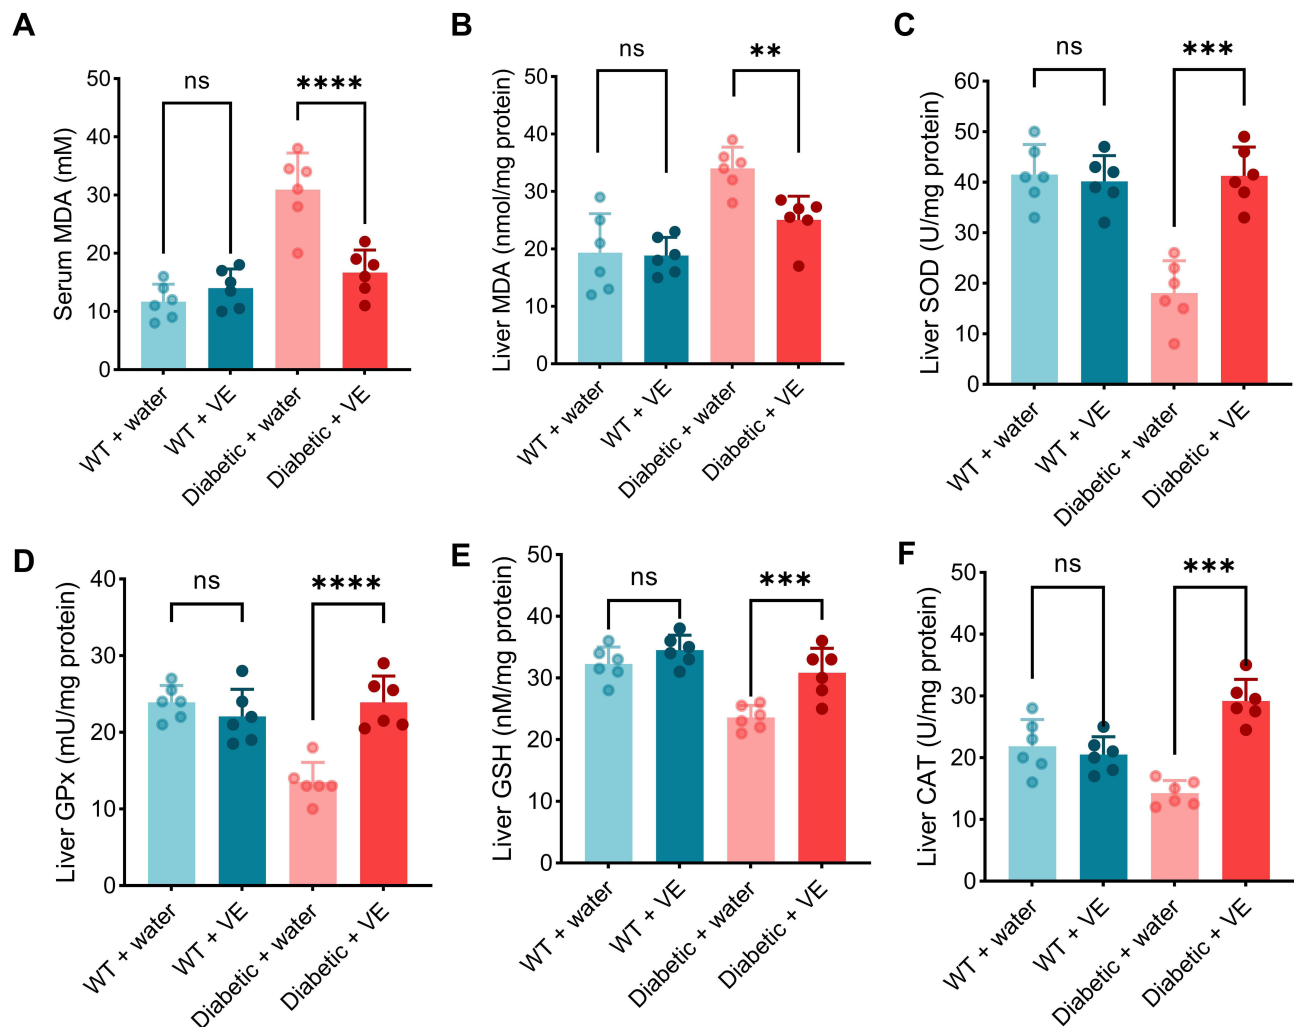 A
Serum MDA (mM)
50
40
30
20
10
0
ns
****
WT + water
WT + VE
Diabetic + water
Diabetic + VE
B
Liver MDA (nmol/mg protein)
50
40
30
20
10
0
ns
**
WT + water
WT + VE
Diabetic + water
Diabetic + VE
C
Liver SOD (U/mg protein)
60
50
40
30
20
10
0
ns
***
WT + water
WT + VE
Diabetic + water
Diabetic + VE
D
Liver GPx (mU/mg protein)
40
30
20
10
0
ns
****
WT + water
WT + VE
Diabetic + water
Diabetic + VE
E
Liver GSH (nM/mg protein)
50
40
30
20
10
0
ns
***
WT + water
WT + VE
Diabetic + water
Diabetic + VE
F
Liver CAT (U/mg protein)
50
40
30
20
10
0
ns
***
WT + water
WT + VE
Diabetic + water
Diabetic + VE